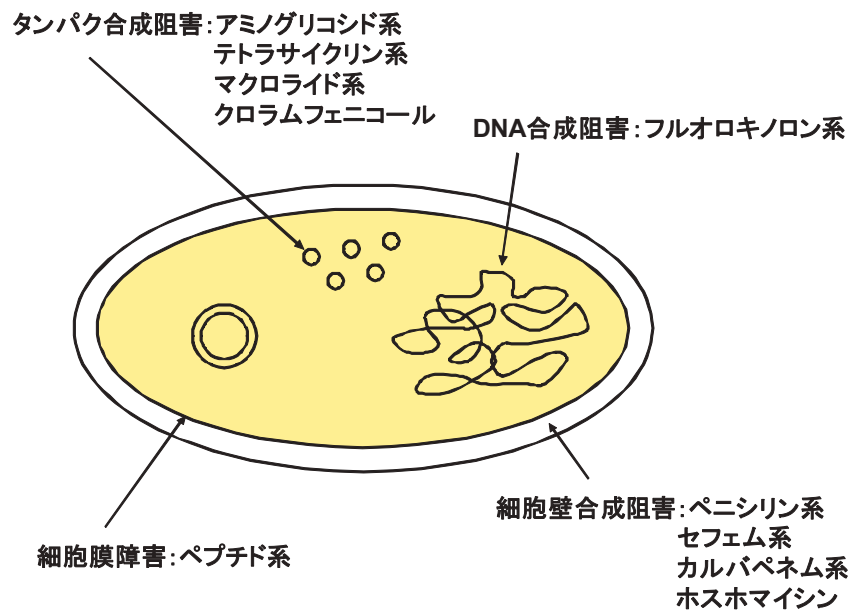 タンパク合成阻害：アミノグリコシド系
テトラサイクリン系
マクロライド系
クロラムフェニコール
DNA合成阻害：フルオロキノロン系
細胞壁合成阻害：ペニシリン系
セフェム系
カルバペネム系
ホスホマイシン
細胞膜障害：ペプチド系